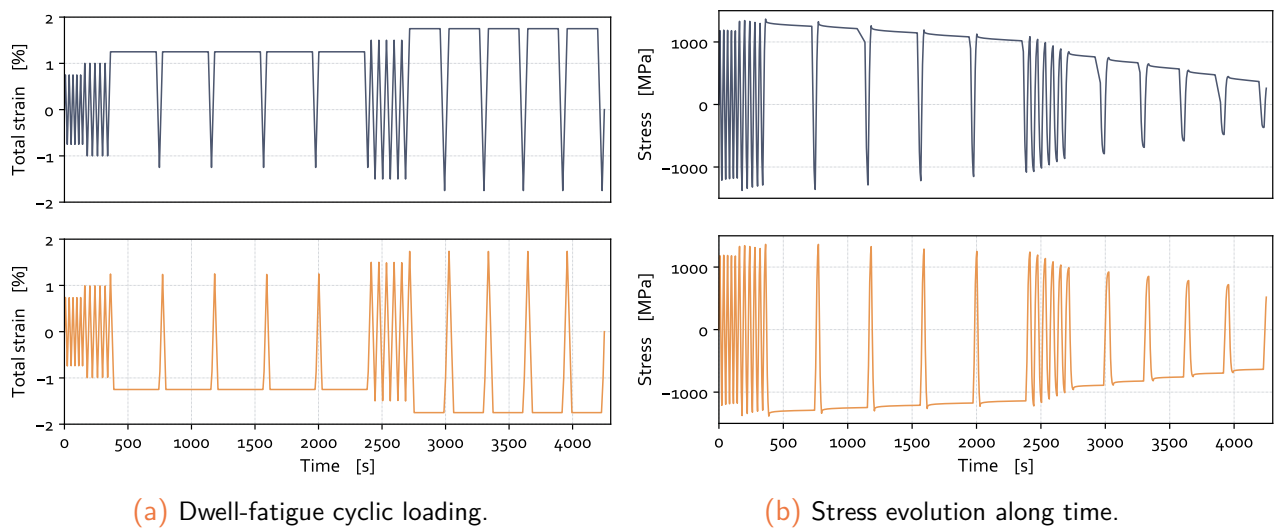 Total strain [%]
2
1
0
−1
−2
Stress [MPa]
1000
0
−1000
Total strain [%]
2
1
0
−1
−2
0 500 1000 1500 2000 2500 3000 3500 4000
Time [s]
Stress [MPa]
1000
0
−1000
0 500 1000 1500 2000 2500 3000 3500 4000
Time [s]
(a) Dwell-fatigue cyclic loading.
(b) Stress evolution along time.